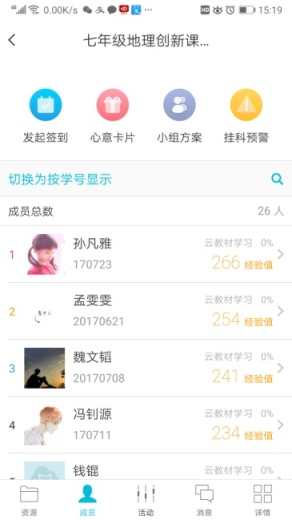 0.00K/s HD 15:19
七年级地理创新课...
发起签到 心意卡片 小组方案 挂科预警
切换为按学号显示
成员总数 26 人
1 孙凡雅 云教材学习 0%
170723 266 经验值
2 孟雯雯 云教材学习 0%
20170621 254 经验值
3 魏文韬 云教材学习 0%
20170708 241 经验值
4 冯钊源 云教材学习 0%
170711 234 经验值
钱锟 云教材学习 0%
资源 成员 活动 消息 详情